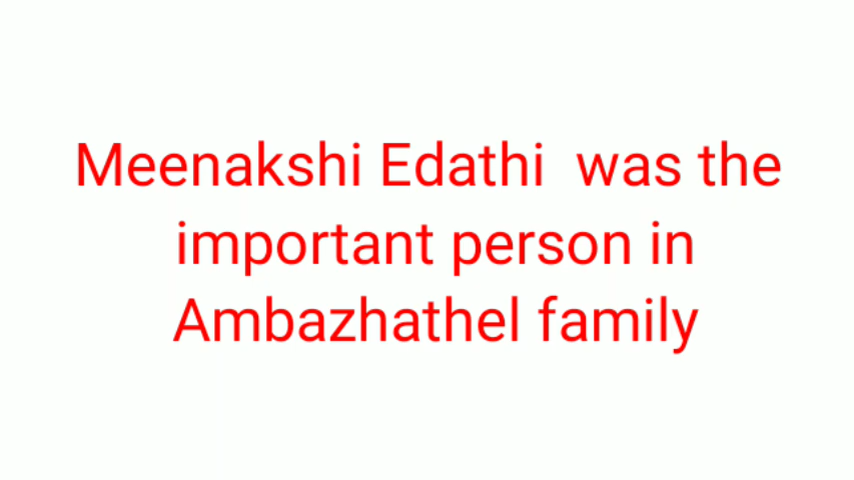 Meenakshi Edathi  was the
important person in
Ambazhathel family